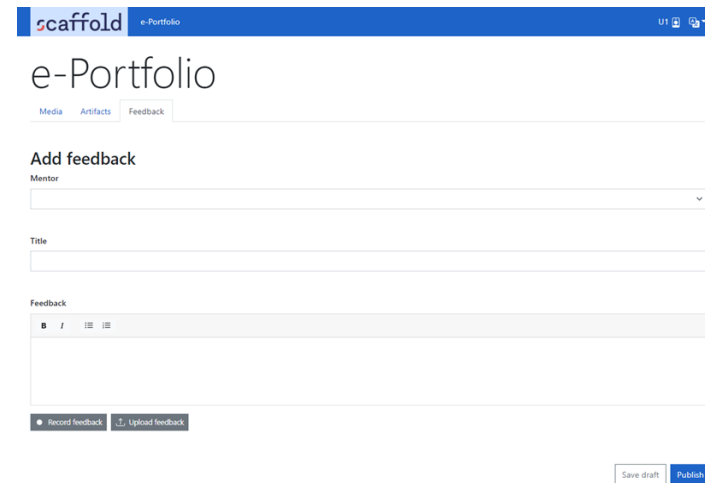 scaffold e-Portfolio U1
e-Portfolio
Media Artifacts Feedback
Add feedback
Mentor
Title
Feedback
B I
Record feedback Upload feedback
Save draft Publish